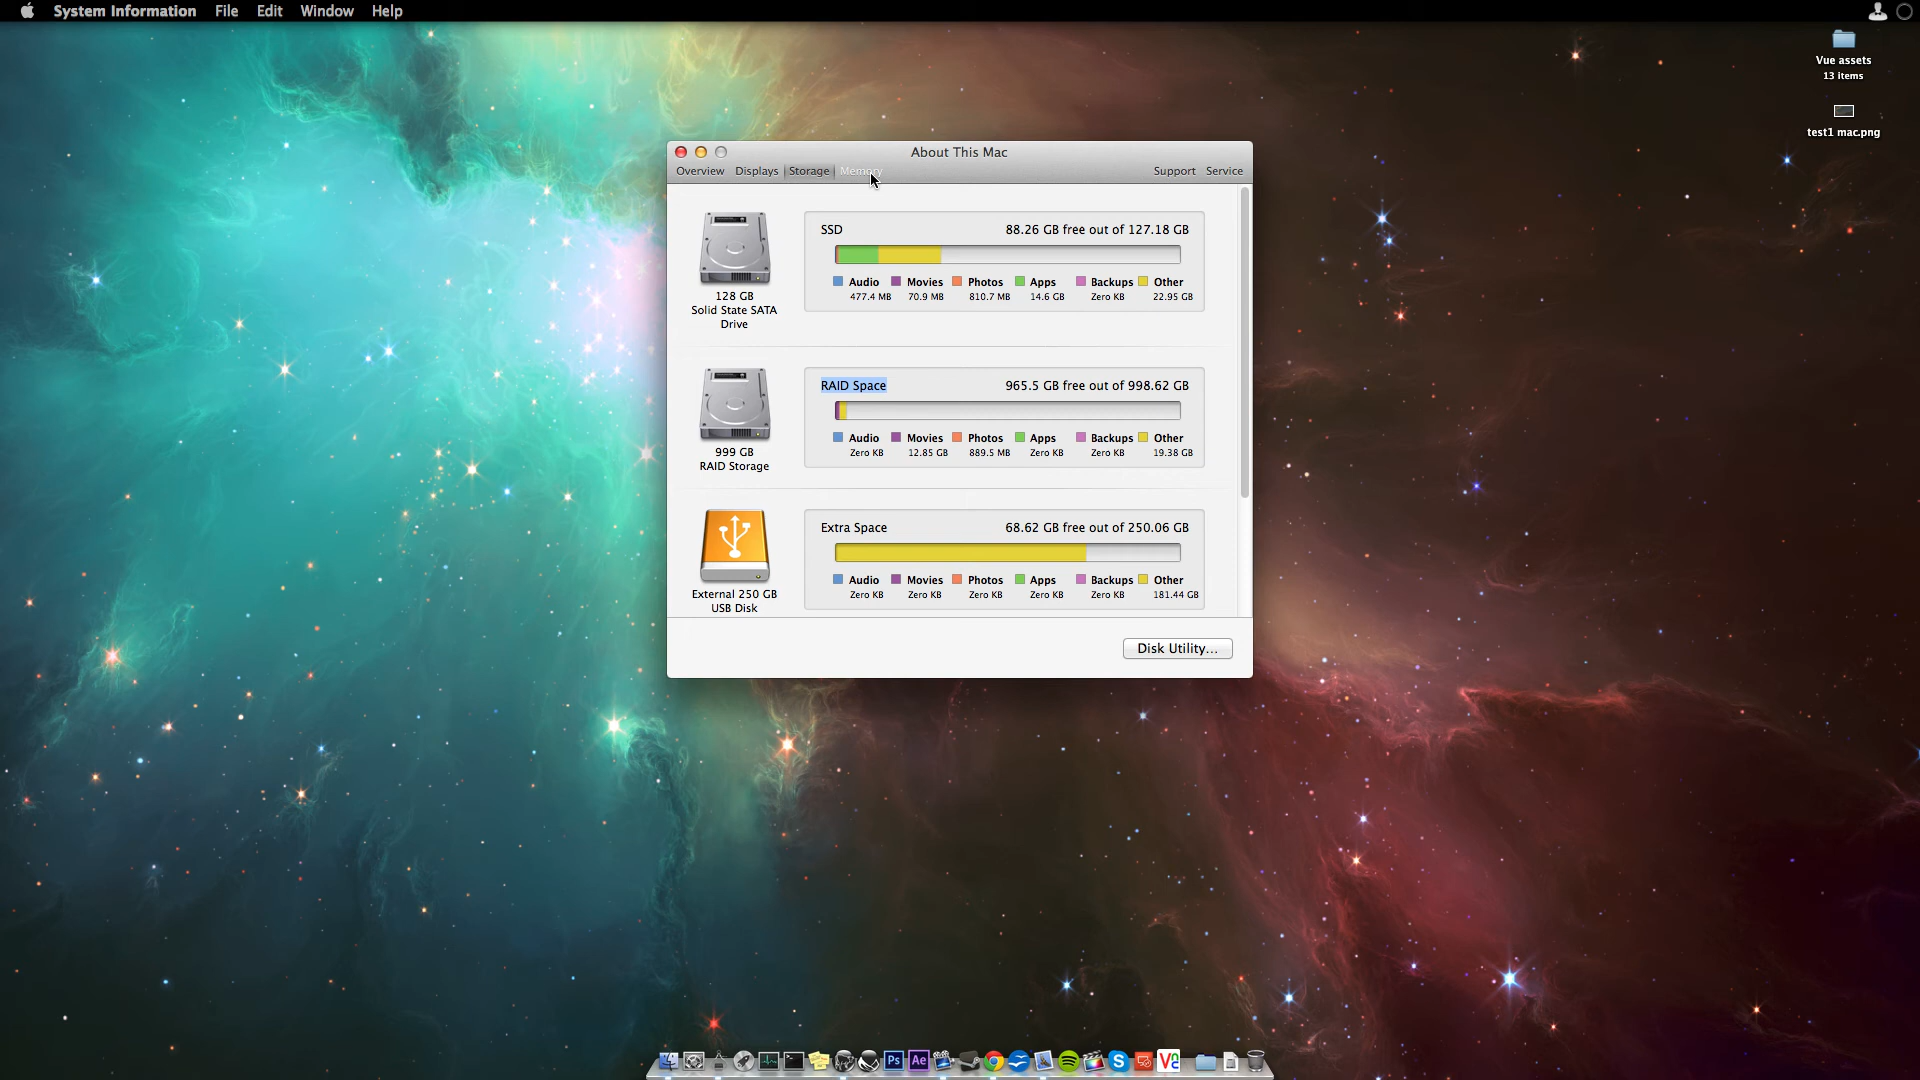 System Information File Edit Window Help
Vue assets
13 items
test1 mac.png
About This Mac
Overview Displays Storage Memory Support Service
SSD 88.26 GB free out of 127.18 GB
Audio Movies Photos Apps Backups Other
477.4 MB 70.9 MB 810.7 MB 14.6 GB Zero KB 22.95 GB
128 GB
Solid State SATA
Drive
RAID Space 965.5 GB free out of 998.62 GB
Audio Movies Photos Apps Backups Other
Zero KB 12.85 GB 889.5 MB Zero KB Zero KB 19.38 GB
999 GB
RAID Storage
Extra Space 68.62 GB free out of 250.06 GB
Audio Movies Photos Apps Backups Other
Zero KB Zero KB Zero KB Zero KB Zero KB 181.44 GB
External 250 GB
USB Disk
Disk Utility...
Ps Ae S